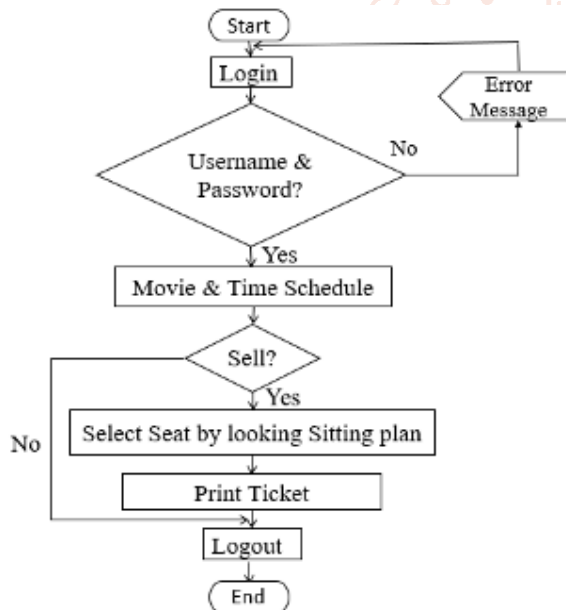 Start
Login
Error
Message
Username &
Password?
No
Yes
Movie & Time Schedule
Sell?
Yes
No
Select Seat by looking Sitting plan
Print Ticket
Logout
End